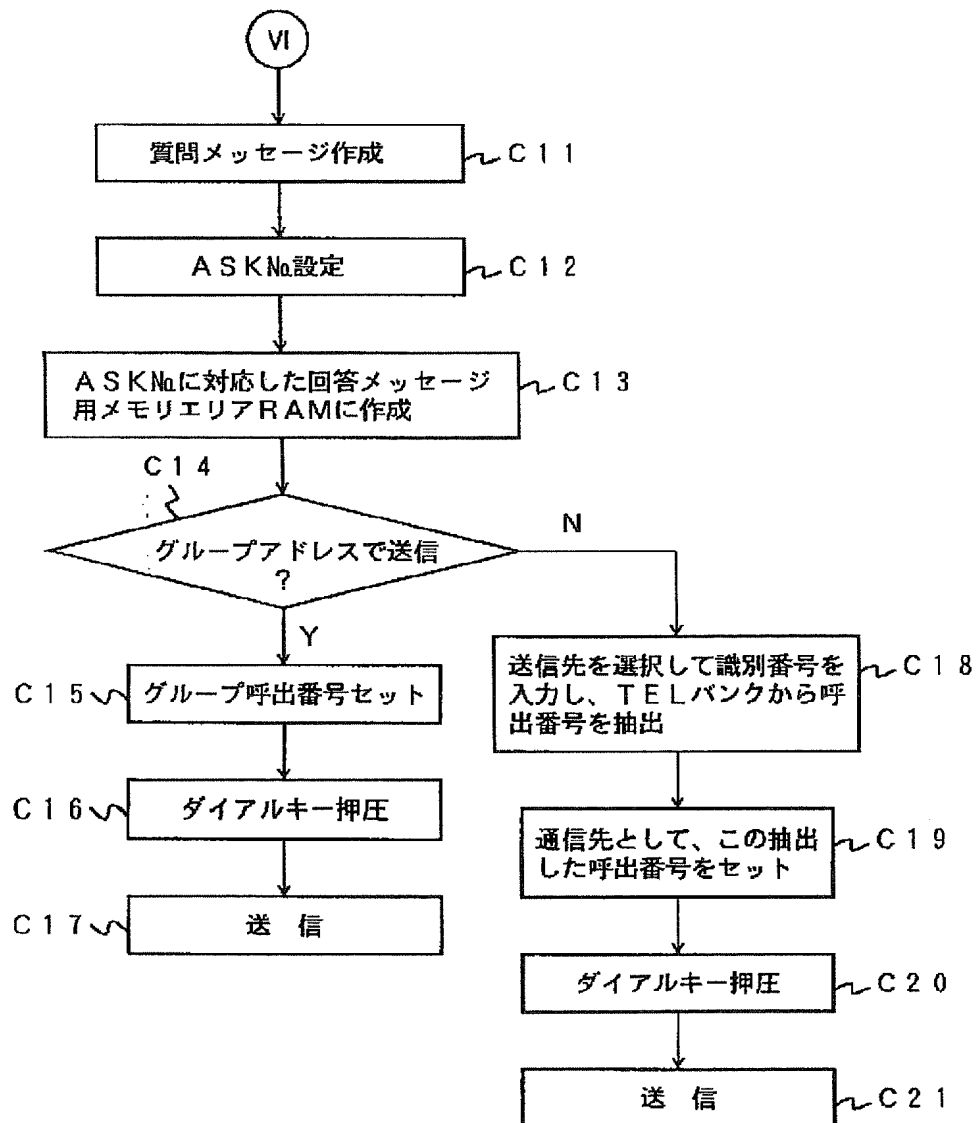 VI
質問メッセージ作成
C11
ASK№設定
C12
ASK№に対応した回答メッセージ
用メモリエリアRAMに作成
C13
C14
グループアドレスで送信
?
N
Y
C15
グループ呼出番号セット
送信先を選択して識別番号を
入力し、TELバンクから呼
出番号を抽出
C18
C16
ダイアルキー押圧
通信先として、この抽出
した呼出番号をセット
C19
C17
送 信
ダイアルキー押圧
C20
送 信
C21